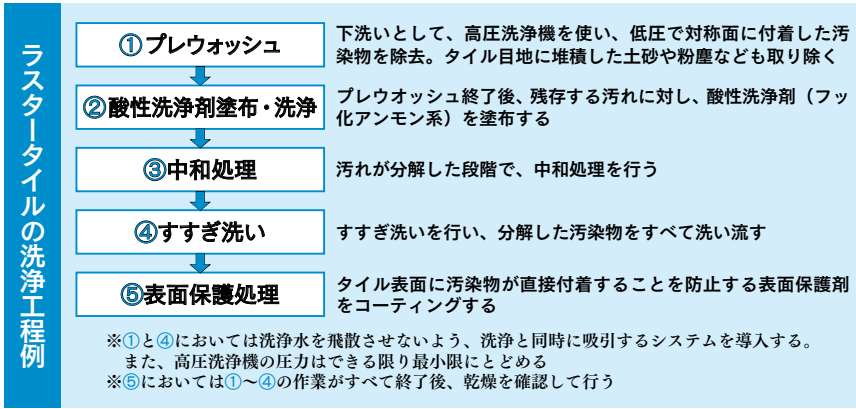 ラスタータイルの洗浄工程例
①プレウォッシュ
下洗いとして、高圧洗浄機を使い、低圧で対称面に付着した汚
染物を除去。タイル目地に堆積した土砂や粉塵なども取り除く
②酸性洗浄剤塗布・洗浄
プレウオッシュ終了後、残存する汚れに対し、酸性洗浄剤（フッ
化アンモン系）を塗布する
③中和処理
汚れが分解した段階で、中和処理を行う
④すすぎ洗い
すすぎ洗いを行い、分解した汚染物をすべて洗い流す
⑤表面保護処理
タイル表面に汚染物が直接付着することを防止する表面保護剤
をコーティングする
※①と④においては洗浄水を飛散させないよう、洗浄と同時に吸引するシステムを導入する。
また、高圧洗浄機の圧力はできる限り最小限にとどめる
※⑤においては①〜④の作業がすべて終了後、乾燥を確認して行う